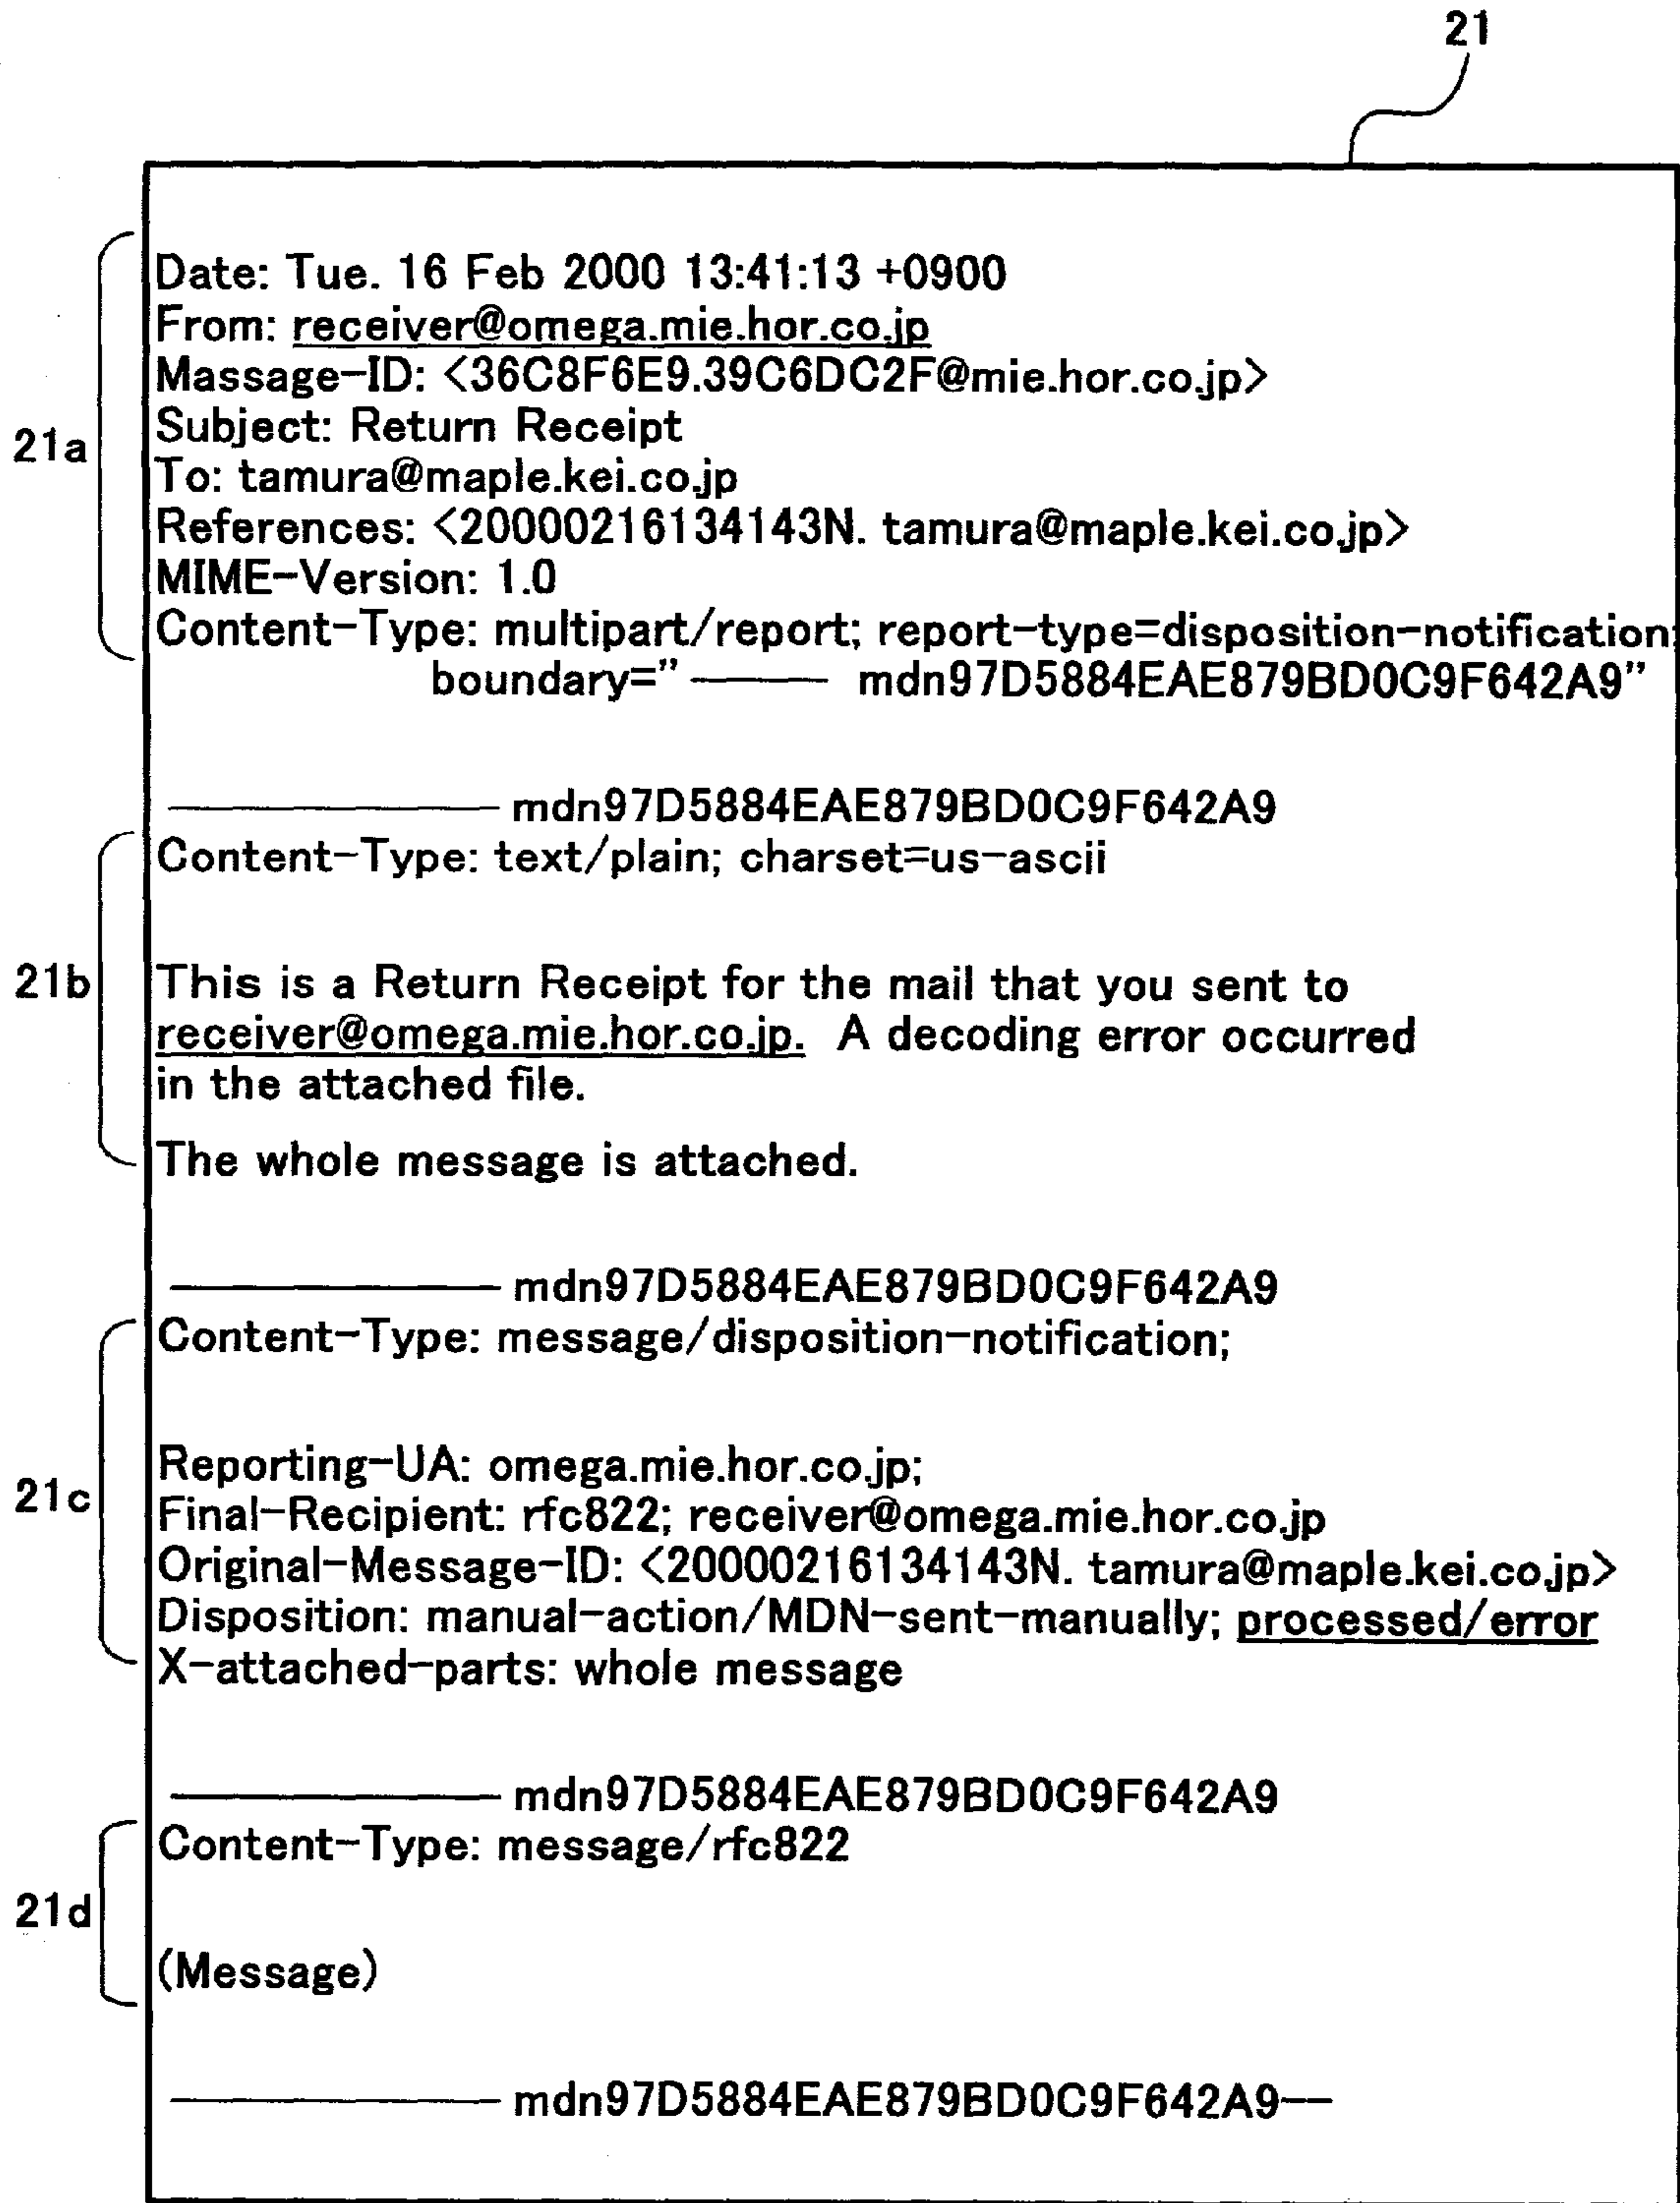 21
21a
Date: Tue. 16 Feb 2000 13:41:13 +0900
From: receiver@omega.mie.hor.co.jp
Massage-ID: <36C8F6E9.39C6DC2F@mie.hor.co.jp>
Subject: Return Receipt
To: tamura@maple.kei.co.jp
References: <20000216134143N. tamura@maple.kei.co.jp>
MIME-Version: 1.0
Content-Type: multipart/report; report-type=disposition-notification;
boundary="—— mdn97D5884EAE879BD0C9F642A9"
———— mdn97D5884EAE879BD0C9F642A9
21b
Content-Type: text/plain; charset=us-ascii
This is a Return Receipt for the mail that you sent to
receiver@omega.mie.hor.co.jp. A decoding error occurred
in the attached file.
The whole message is attached.
———— mdn97D5884EAE879BD0C9F642A9
21c
Content-Type: message/disposition-notification;
Reporting-UA: omega.mie.hor.co.jp;
Final-Recipient: rfc822; receiver@omega.mie.hor.co.jp
Original-Message-ID: <20000216134143N. tamura@maple.kei.co.jp>
Disposition: manual-action/MDN-sent-manually; processed/error
X-attached-parts: whole message
———— mdn97D5884EAE879BD0C9F642A9
21d
Content-Type: message/rfc822
(Message)
———— mdn97D5884EAE879BD0C9F642A9--